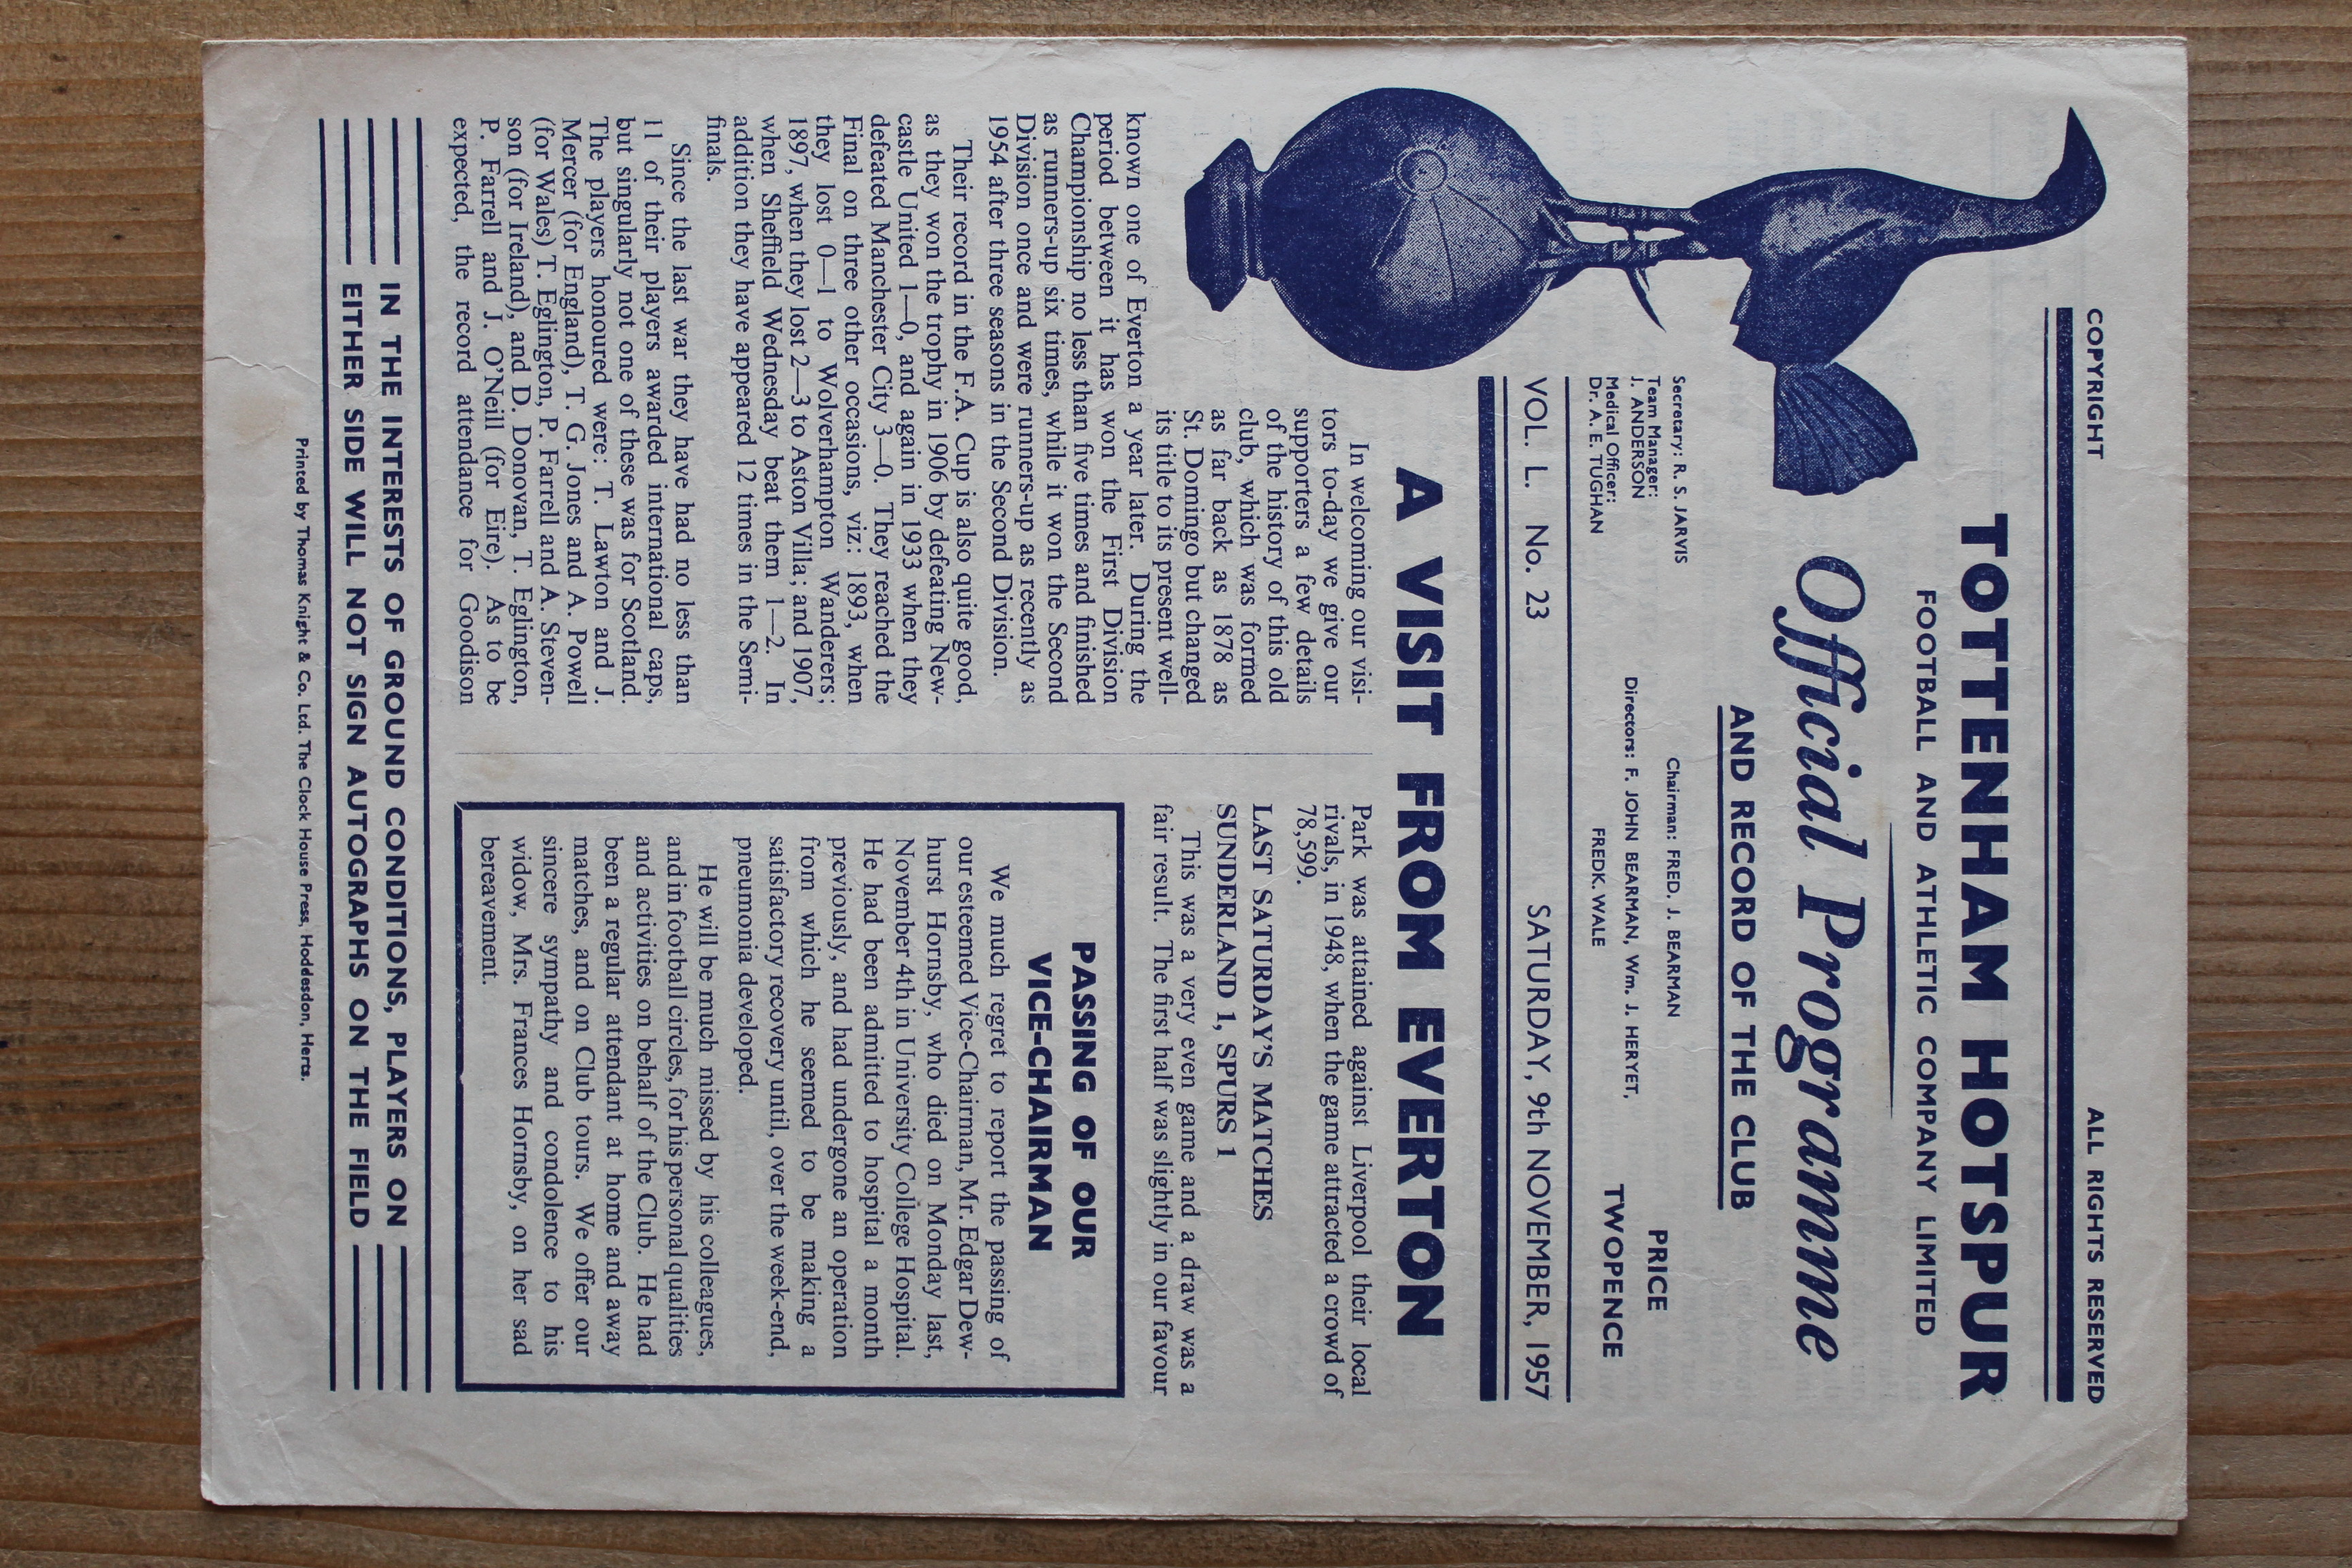 COPYRIGHT
ALL RIGHTS RESERVED
TOTTENHAM HOTSPUR
FOOTBALL AND ATHLETIC COMPANY LIMITED
Official Programme
AND RECORD OF THE CLUB
Secretary: R. S. JARVIS
Team Manager:
J. ANDERSON
Medical Officer:
Dr. A. E. TUGHAN
Chairman: FRED. J. BEARMAN
Directors: F. JOHN BEARMAN, Wm. J. HERYET,
FREDK. WALE
PRICE
TWOPENCE
VOL. L. No. 23
SATURDAY, 9th NOVEMBER, 1957
A VISIT FROM EVERTON
In welcoming our visi-
tors to-day we give our
supporters a few details
of the history of this old
club, which was formed
as far back as 1878 as
St. Domingo but changed
its title to its present well-
known one of Everton a year later. During the
period between it has won the First Division
Championship no less than five times and finished
as runners-up six times, while it won the Second
Division once and were runners-up as recently as
1954 after three seasons in the Second Division.
Their record in the F.A. Cup is also quite good,
as they won the trophy in 1906 by defeating New-
castle United 1—0, and again in 1933 when they
defeated Manchester City 3—0. They reached the
Final on three other occasions, viz: 1893, when
they lost 0—1 to Wolverhampton Wanderers;
1897, when they lost 2—3 to Aston Villa; and 1907,
when Sheffield Wednesday beat them 1—2. In
addition they have appeared 12 times in the Semi-
finals.
Since the last war they have had no less than
11 of their players awarded international caps,
but singularly not one of these was for Scotland.
The players honoured were: T. Lawton and J.
Mercer (for England), T. G. Jones and A. Powell
(for Wales) T. Eglington, P. Farrell and A. Steven-
son (for Ireland), and D. Donovan, T. Eglington,
P. Farrell and J. O'Neill (for Eire). As to be
expected, the record attendance for Goodison
Park was attained against Liverpool their local
rivals, in 1948, when the game attracted a crowd of
78,599.
LAST SATURDAY'S MATCHES
SUNDERLAND 1, SPURS 1
This was a very even game and a draw was a
fair result. The first half was slightly in our favour
PASSING OF OUR
VICE-CHAIRMAN
We much regret to report the passing of
our esteemed Vice-Chairman, Mr. Edgar Dew-
hurst Hornsby, who died on Monday last,
November 4th in University College Hospital.
He had been admitted to hospital a month
previously, and had undergone an operation
from which he seemed to be making a
satisfactory recovery until, over the week-end,
pneumonia developed.
He will be much missed by his colleagues,
and in football circles, for his personal qualities
and activities on behalf of the Club. He had
been a regular attendant at home and away
matches, and on Club tours. We offer our
sincere sympathy and condolence to his
widow, Mrs. Frances Hornsby, on her sad
bereavement.
IN THE INTERESTS OF GROUND CONDITIONS, PLAYERS ON
EITHER SIDE WILL NOT SIGN AUTOGRAPHS ON THE FIELD
Printed by Thomas Knight & Co. Ltd. The Clock House Press, Hoddesdon, Herts.